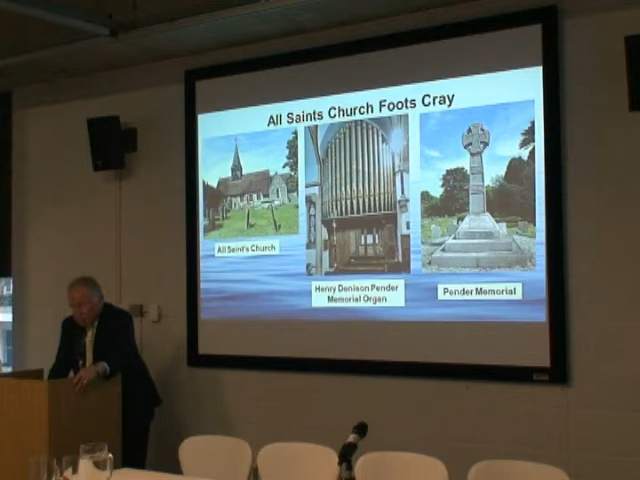 All Saints Church Foots Cray
All Saint's Church
Henry Denison Pender
Memorial Organ
Pender Memorial